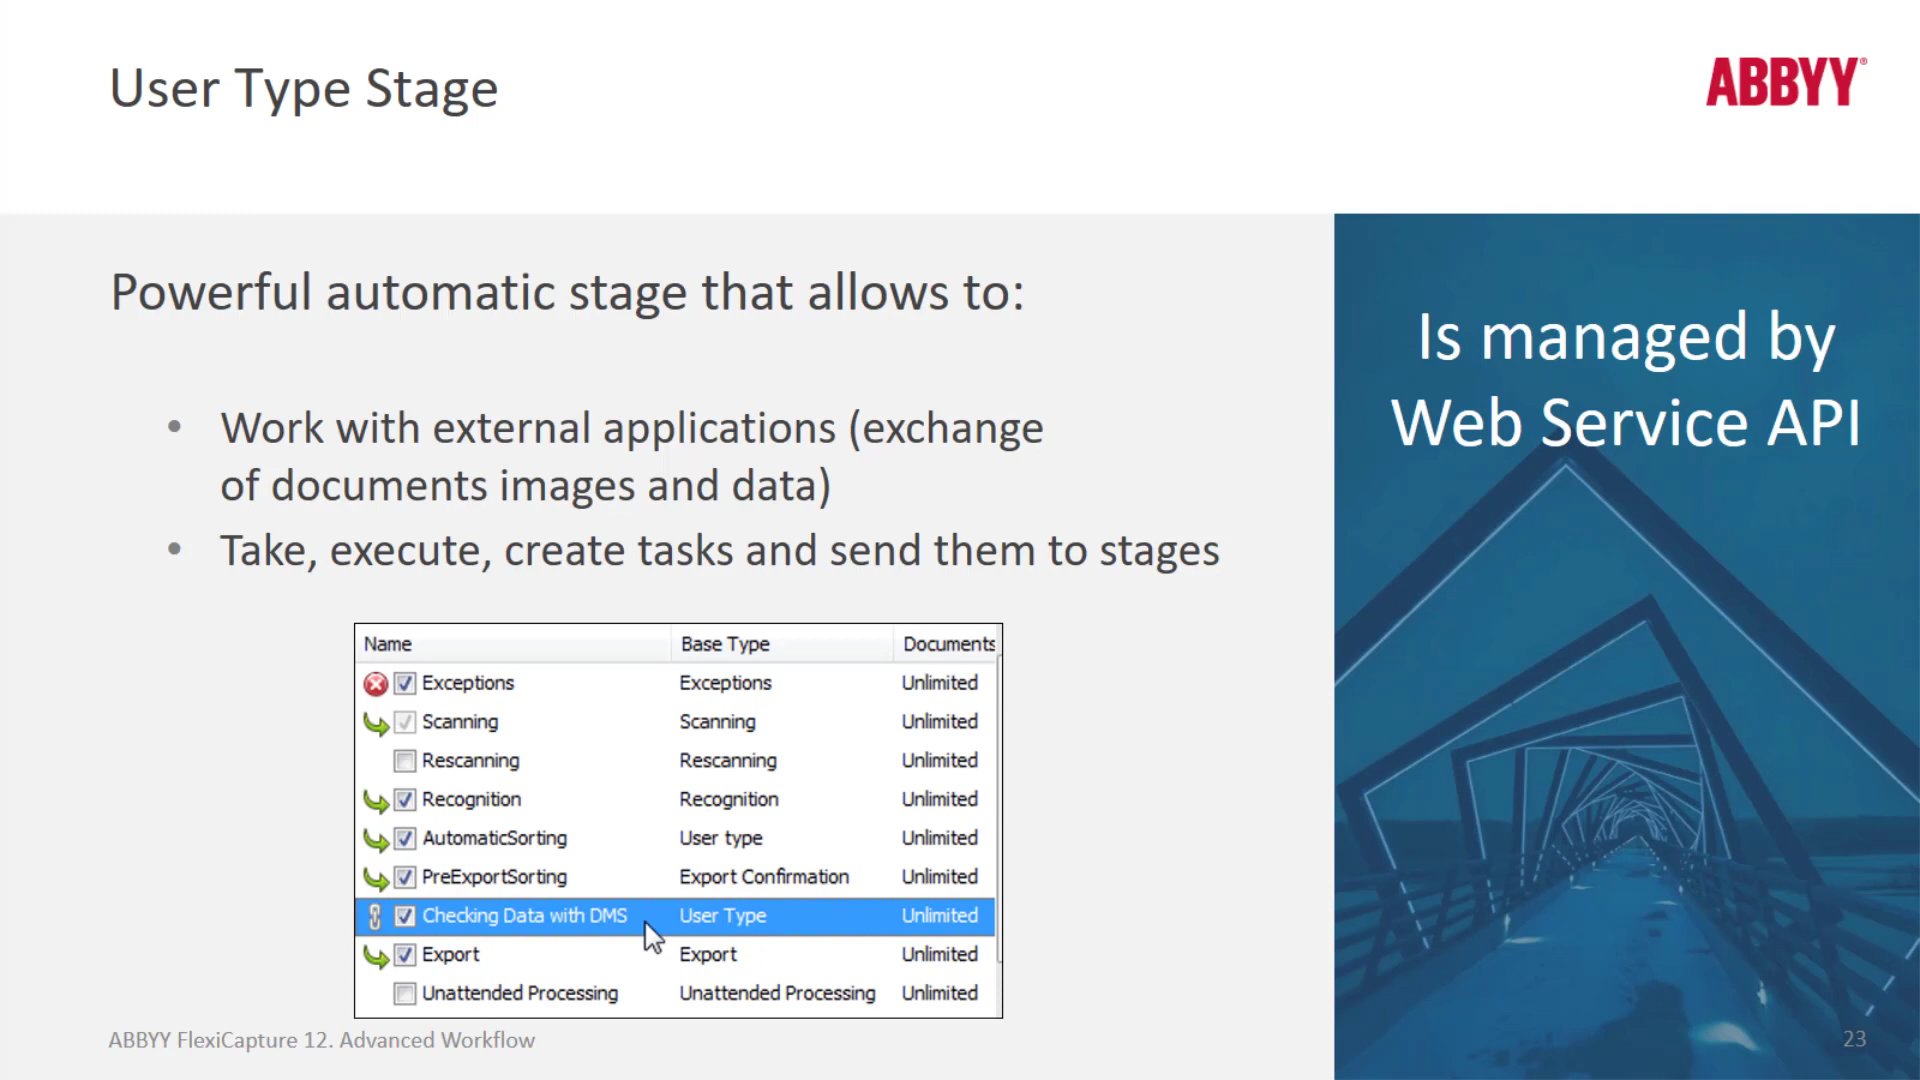 User Type Stage
ABBYY®
Powerful automatic stage that allows to:
• Work with external applications (exchange
of documents images and data)
• Take, execute, create tasks and send them to stages
Is managed by
Web Service API
Name Base Type Documents
Exceptions Exceptions Unlimited
Scanning Scanning Unlimited
Rescanning Rescanning Unlimited
Recognition Recognition Unlimited
AutomaticSorting User type Unlimited
PreExportSorting Export Confirmation Unlimited
Checking Data with DMS User Type Unlimited
Export Export Unlimited
Unattended Processing Unattended Processing Unlimited
ABBYY FlexiCapture 12. Advanced Workflow
23